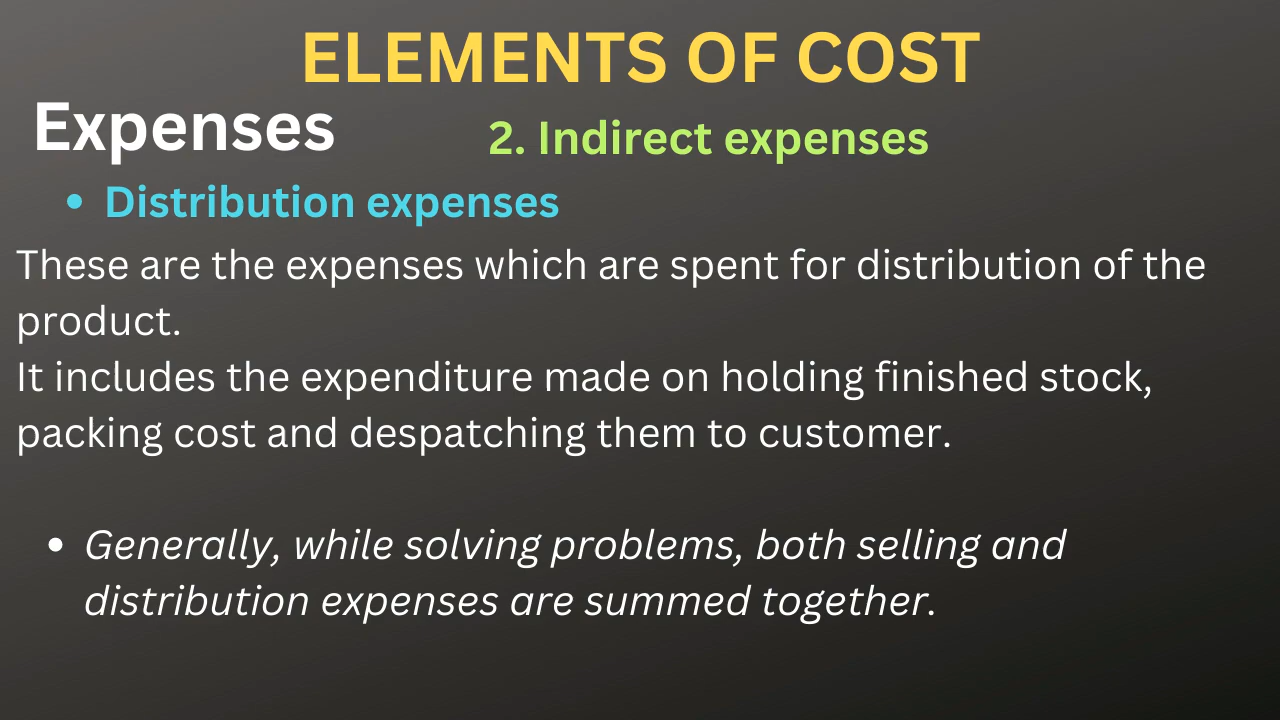 ELEMENTS OF COST
Expenses
2. Indirect expenses
• Distribution expenses
These are the expenses which are spent for distribution of the
product.
It includes the expenditure made on holding finished stock,
packing cost and despatching them to customer.
• Generally, while solving problems, both selling and
distribution expenses are summed together.